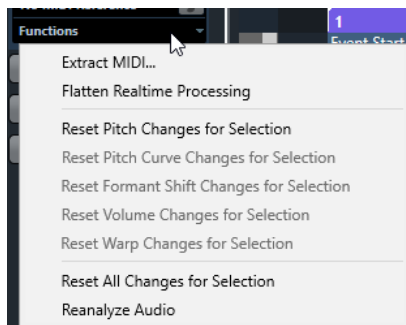 Functions
1
Event Start
Extract MIDI...
Flatten Realtime Processing
Reset Pitch Changes for Selection
Reset Pitch Curve Changes for Selection
Reset Formant Shift Changes for Selection
Reset Volume Changes for Selection
Reset Warp Changes for Selection
Reset All Changes for Selection
Reanalyze Audio